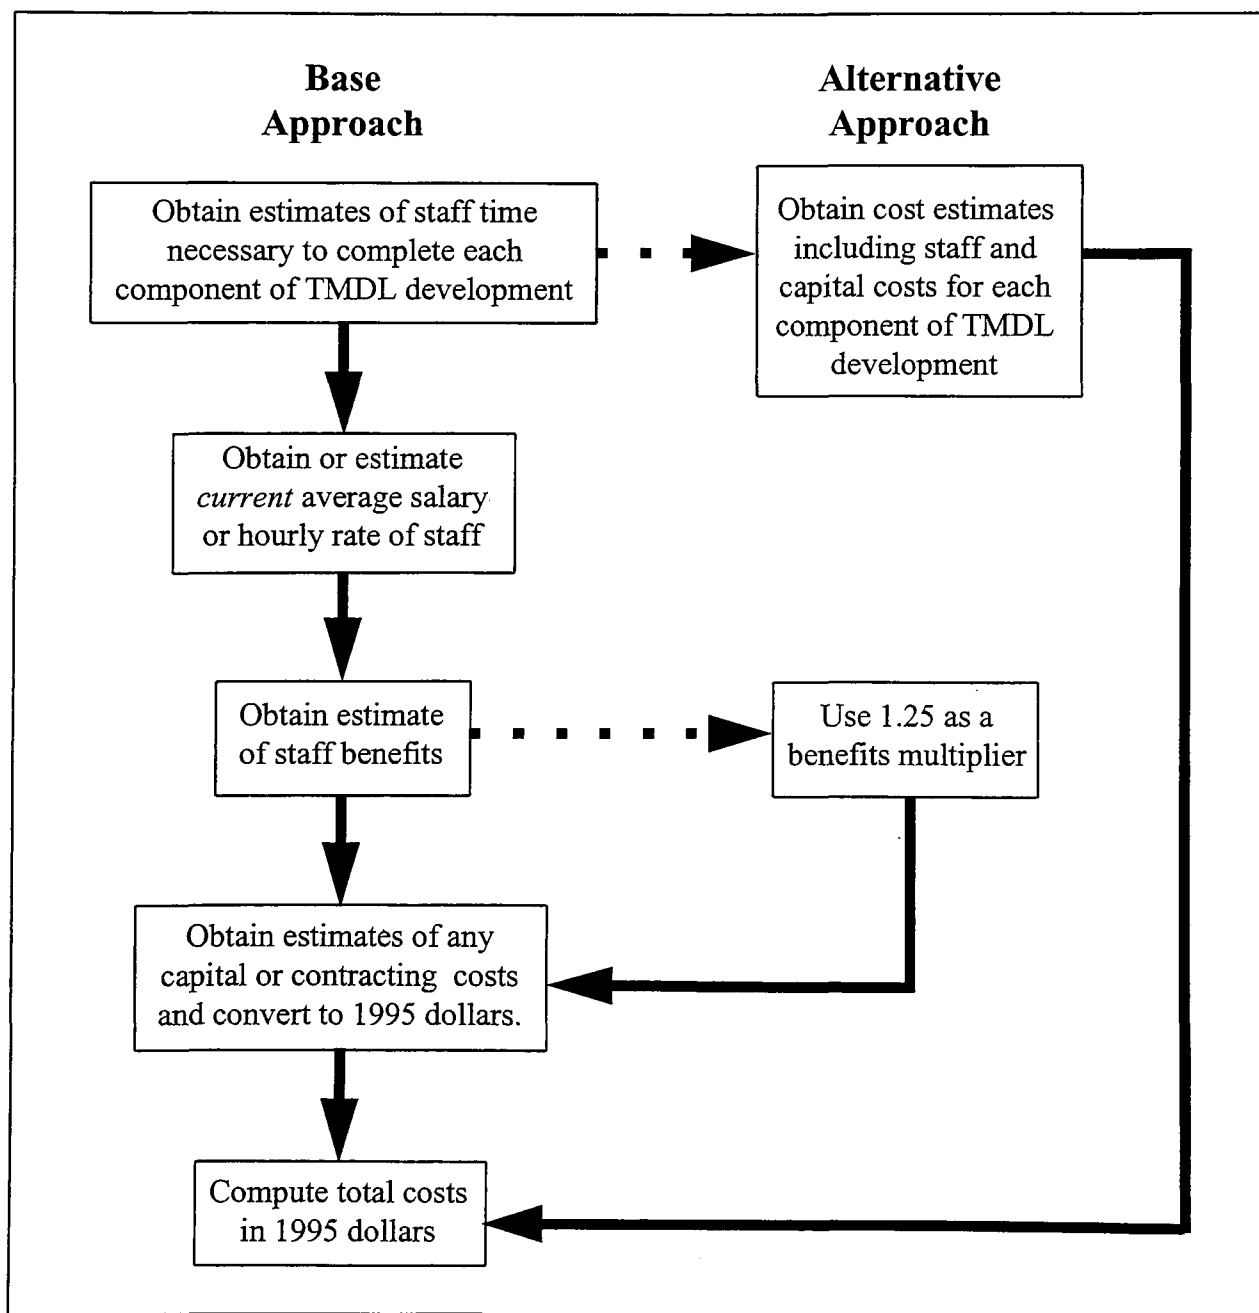 Base
Approach
Alternative
Approach
Obtain estimates of staff time
necessary to complete each
component of TMDL development
Obtain cost estimates
including staff and
capital costs for each
component of TMDL
development
Obtain or estimate
current average salary
or hourly rate of staff
Obtain estimate
of staff benefits
Use 1.25 as a
benefits multiplier
Obtain estimates of any
capital or contracting costs
and convert to 1995 dollars.
Compute total costs
in 1995 dollars